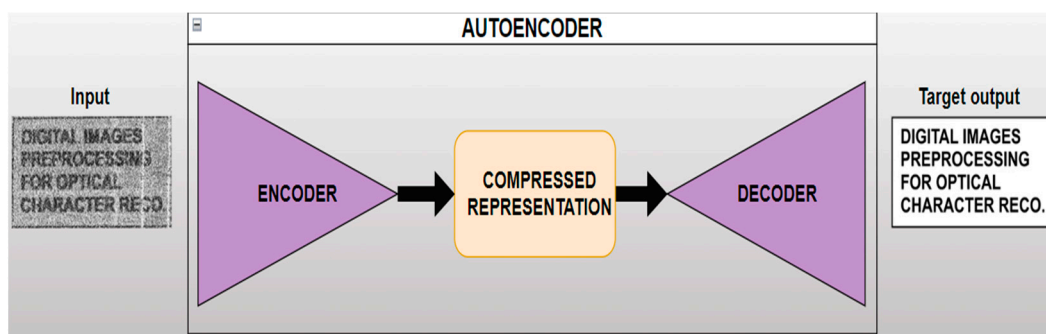 AUTOENCODER
Input
DIGITAL IMAGES
PREPROCESSING
FOR OPTICAL
CHARACTER RECO.
ENCODER
COMPRESSED
REPRESENTATION
DECODER
Target output
DIGITAL IMAGES
PREPROCESSING
FOR OPTICAL
CHARACTER RECO.